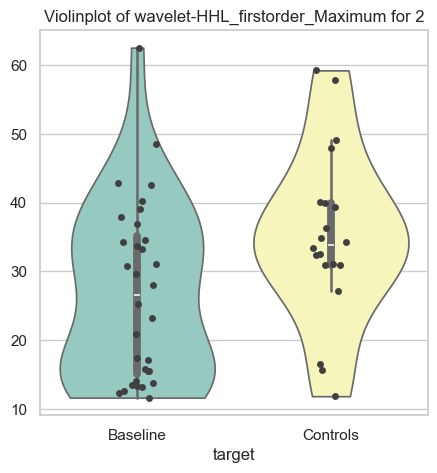 Violinplot of wavelet-HHL_firstorder_Maximum for 2
60
50
40
30
20
10
Baseline
Controls
target